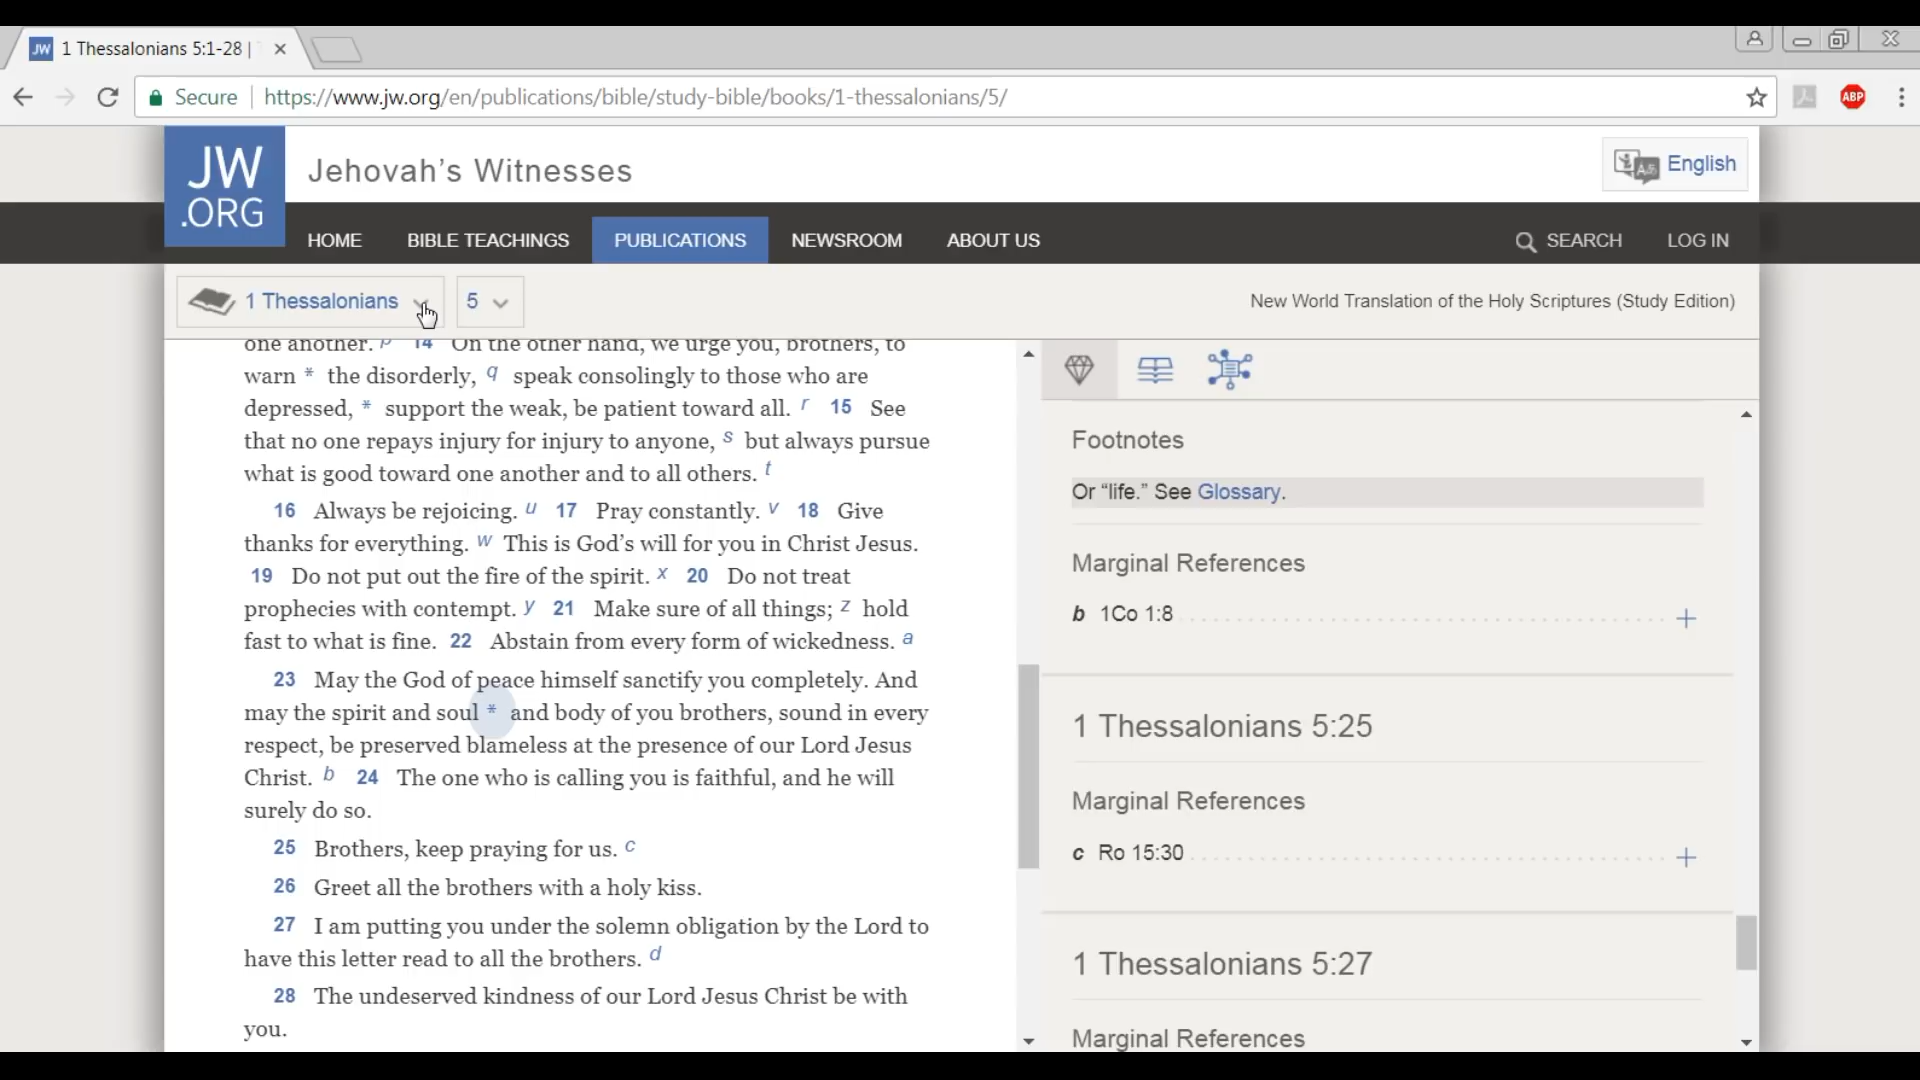 JW 1 Thessalonians 5:1-28 |
Secure https://www.jw.org/en/publications/bible/study-bible/books/1-thessalonians/5/
ABP
JW
.ORG
Jehovah's Witnesses
English
HOME BIBLE TEACHINGS PUBLICATIONS NEWSROOM ABOUT US SEARCH LOG IN
1 Thessalonians 5 New World Translation of the Holy Scriptures (Study Edition)
one another. p 14 On the other hand, we urge you, brothers, to
warn * the disorderly, q speak consolingly to those who are
depressed, * support the weak, be patient toward all. r 15 See
that no one repays injury for injury to anyone, s but always pursue
what is good toward one another and to all others. t
16 Always be rejoicing. u 17 Pray constantly. v 18 Give
thanks for everything. w This is God's will for you in Christ Jesus.
19 Do not put out the fire of the spirit. x 20 Do not treat
prophecies with contempt. y 21 Make sure of all things; z hold
fast to what is fine. 22 Abstain from every form of wickedness. a
23 May the God of peace himself sanctify you completely. And
may the spirit and soul * and body of you brothers, sound in every
respect, be preserved blameless at the presence of our Lord Jesus
Christ. b 24 The one who is calling you is faithful, and he will
surely do so.
25 Brothers, keep praying for us. c
26 Greet all the brothers with a holy kiss.
27 I am putting you under the solemn obligation by the Lord to
have this letter read to all the brothers. d
28 The undeserved kindness of our Lord Jesus Christ be with
you.
Footnotes
Or “life.” See Glossary.
Marginal References
b 1Co 1:8 +
1 Thessalonians 5:25
Marginal References
c Ro 15:30 +
1 Thessalonians 5:27
Marginal References